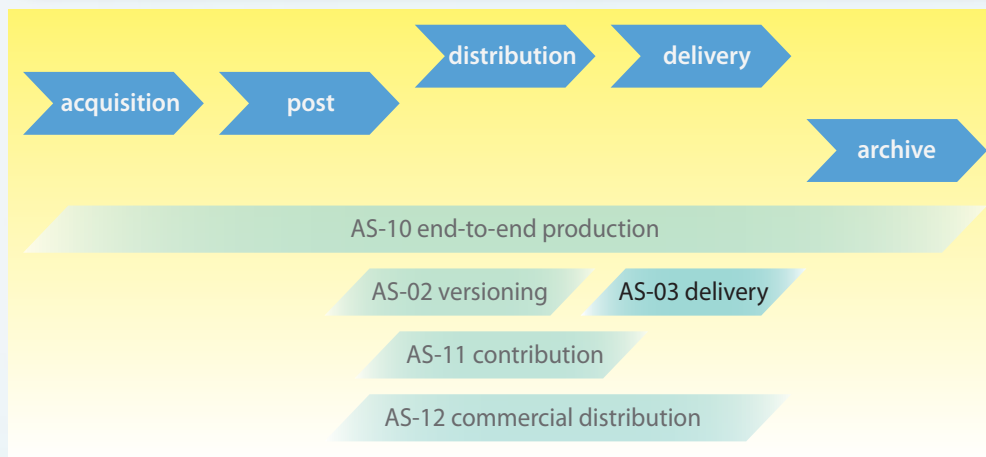 distribution
delivery
acquisition
post
archive
AS-10 end-to-end production
AS-02 versioning
AS-03 delivery
AS-11 contribution
AS-12 commercial distribution